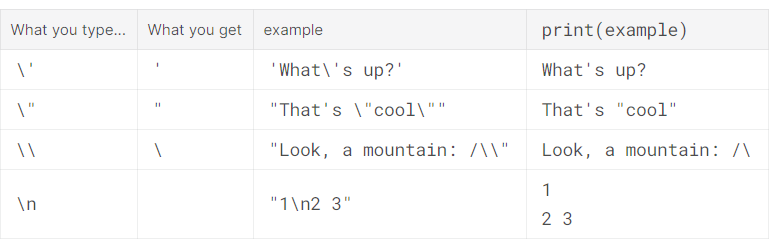 What you type... What you get example print(example)
\' ' 'What\'s up?' What's up?
\" " "That's \"cool\"" That's "cool"
\\ \ "Look, a mountain: /\\" Look, a mountain: /\
\n "1\n2 3" 1
2 3